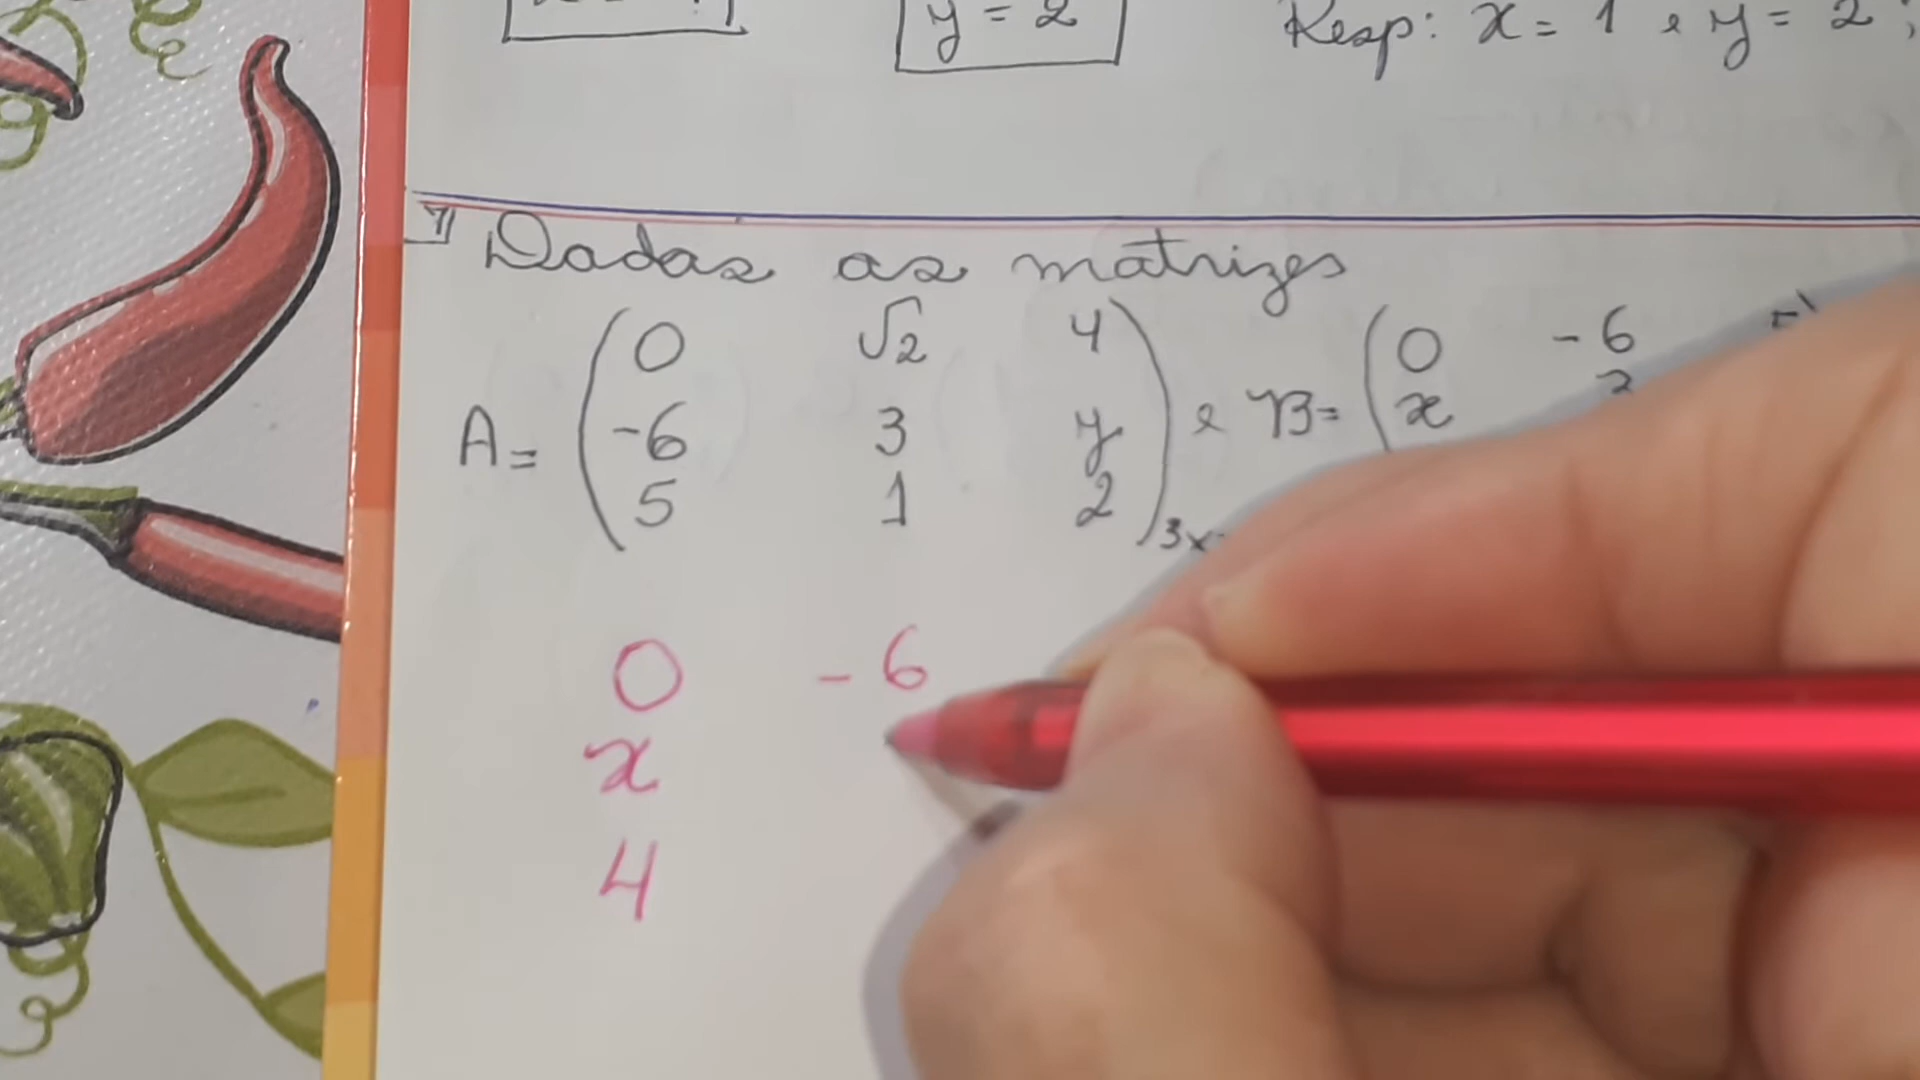 y = 2 Resp: x = 1 e y = 2;
7 Dadas as matrizes
0 √2 4 0 -6
A = -6 3 y e B = x
5 1 2 3x
0 -6
x
4